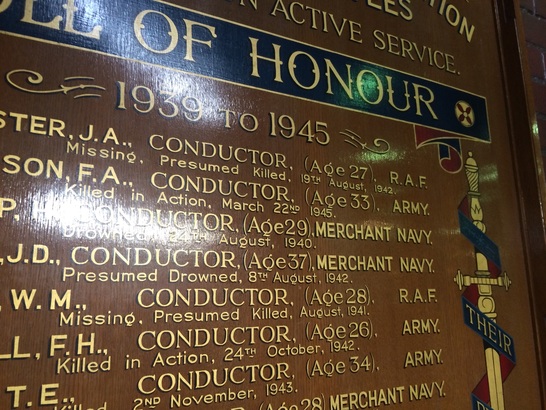 ON ACTIVE SERVICE.
OF HONOUR
1939 TO 1945
J.A., CONDUCTOR, (Age 27), R.A.F.
Missing, Presumed Killed, 19TH August, 1942.
SON, F.A., CONDUCTOR, (Age 33), ARMY.
Killed in Action, March 22ND 1945.
CONDUCTOR, (Age 29), MERCHANT NAVY.
Drowned, August, 1940.
J.D., CONDUCTOR, (Age 37), MERCHANT NAVY.
Presumed Drowned, 8TH August, 1942.
W.M., CONDUCTOR, (Age 28), R.A.F.
Missing, Presumed Killed, August, 1941.
F.H., CONDUCTOR, (Age 26), ARMY.
Killed in Action, 24TH October, 1942.
T.E., CONDUCTOR, (Age 34), ARMY.
Killed 2ND November, 1943.
(Age 28) MERCHANT NAVY.
THEIR